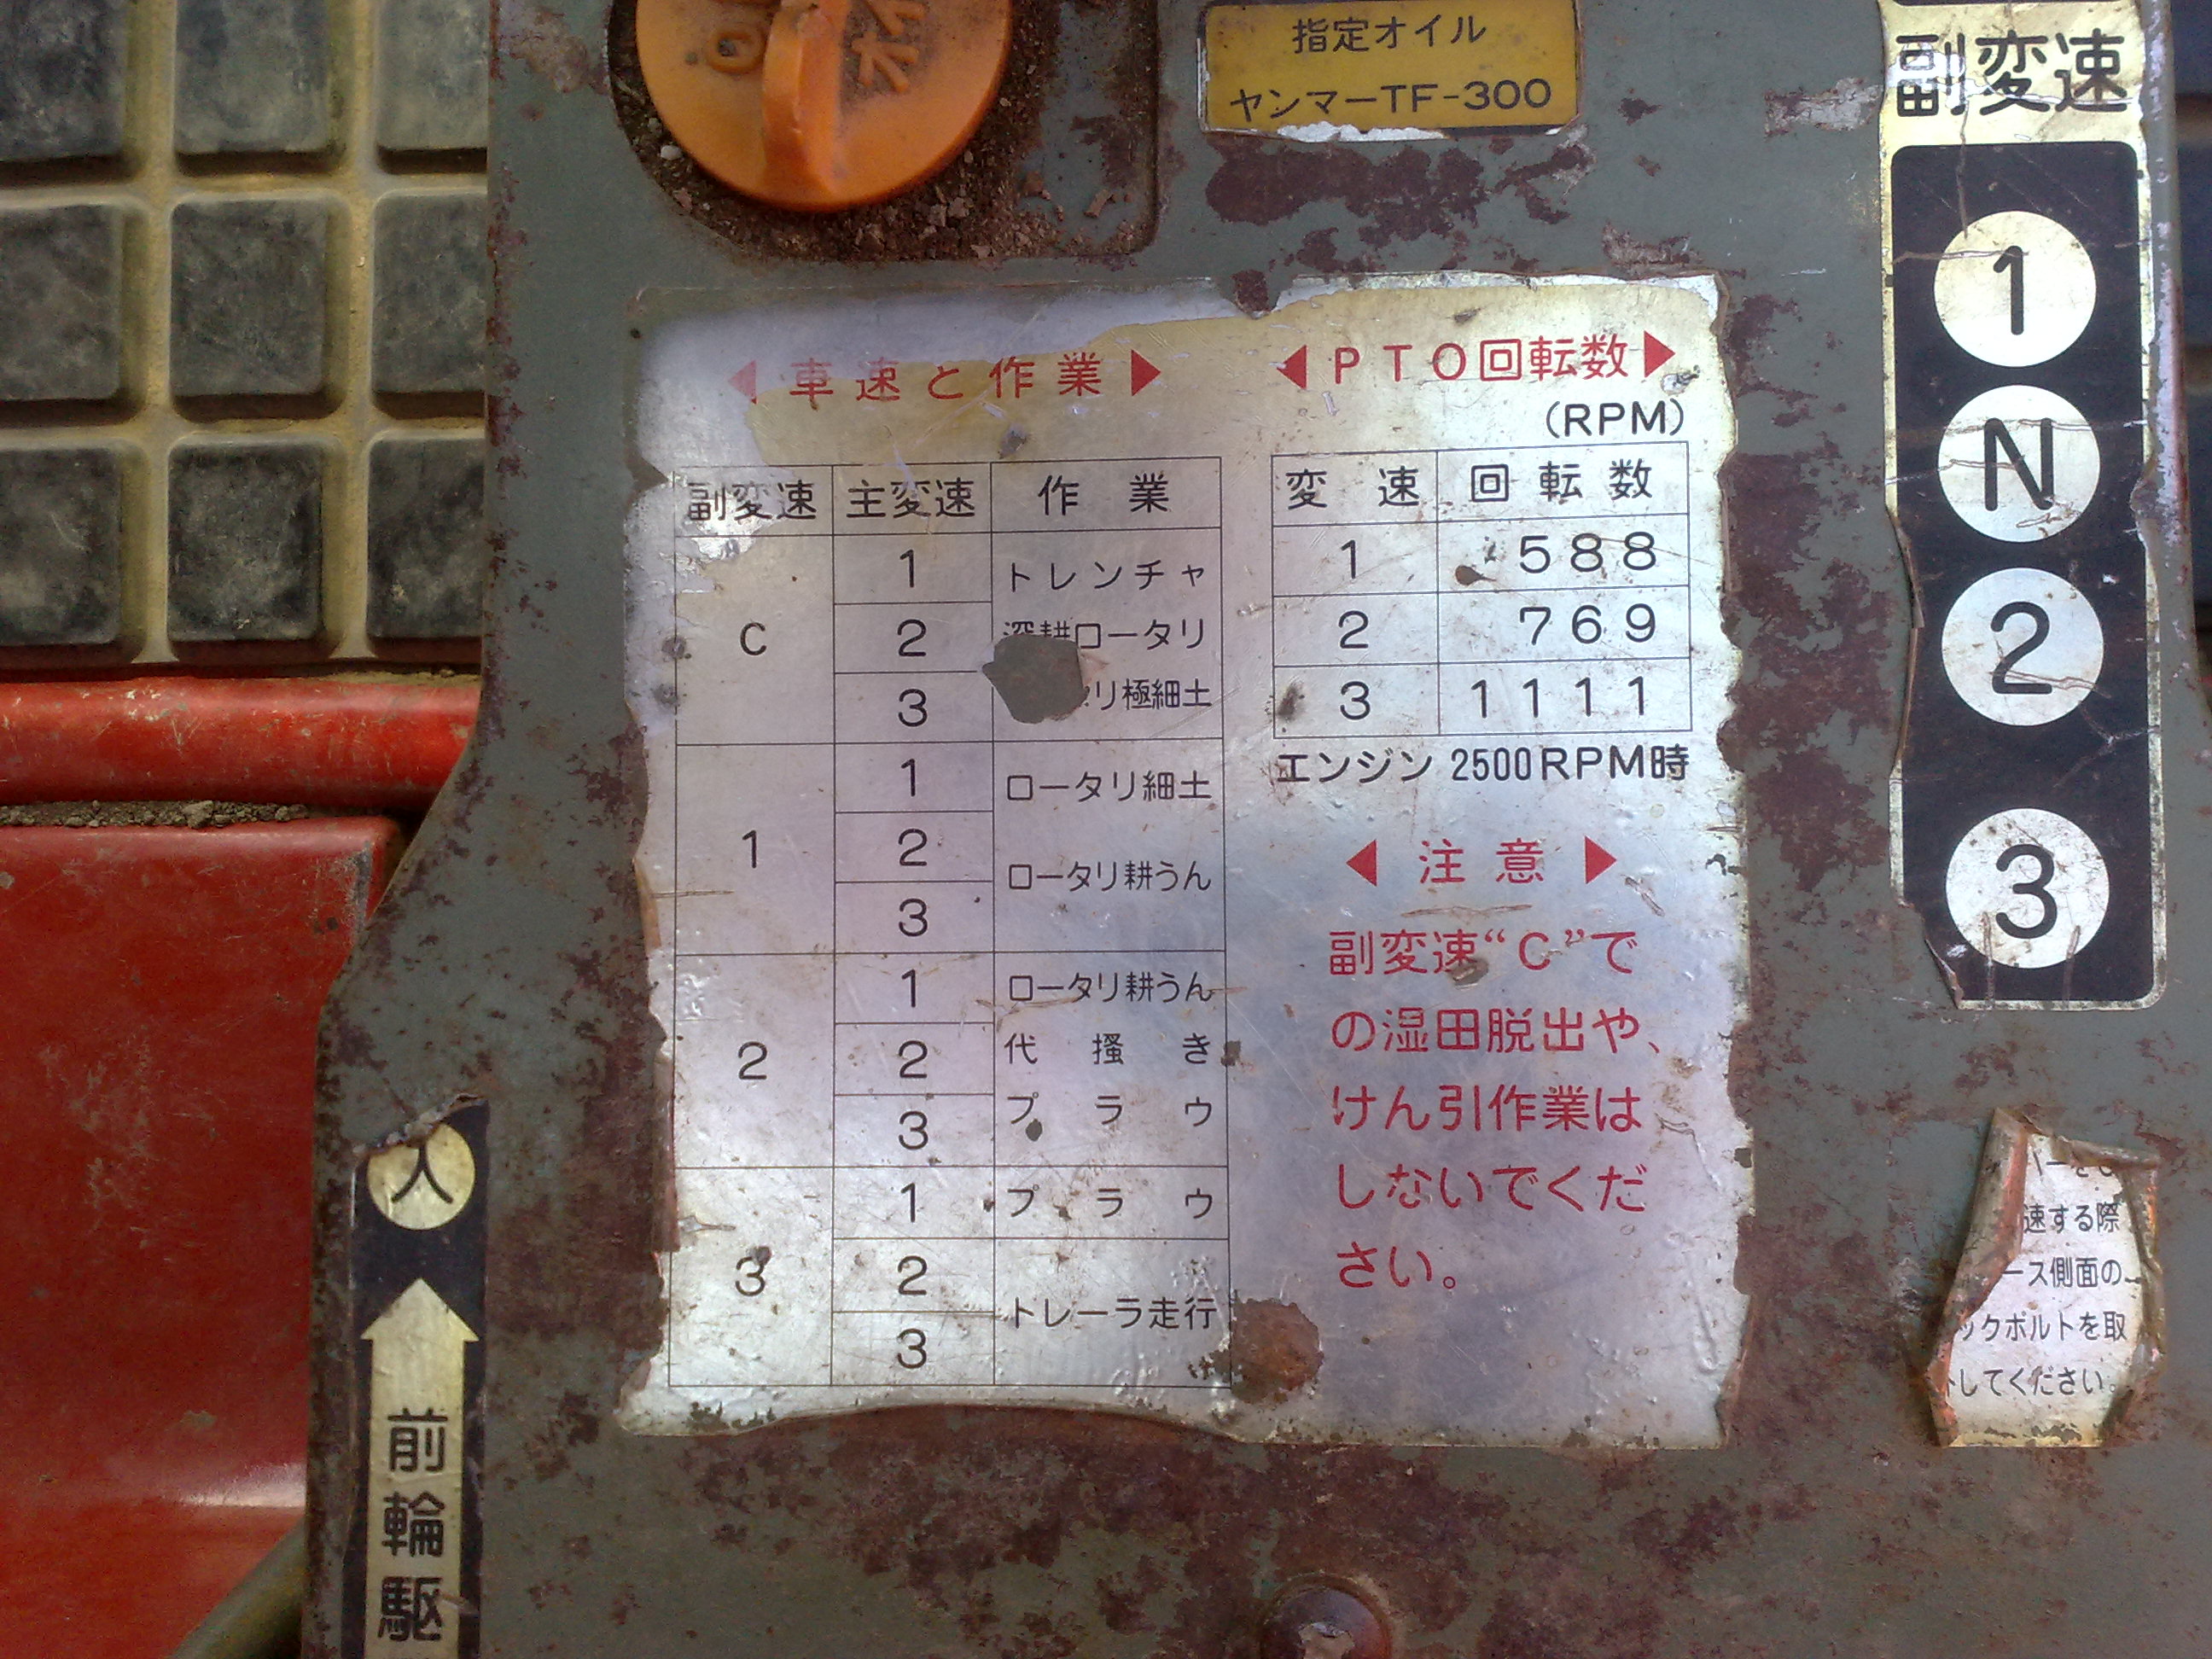 オイル
指定オイル
ヤンマーTF-300
副変速
1
N
2
3
車速と作業
副変速 主変速 作業
C 1 トレンチャ
2 深耕ロータリ
3 タリ極細土
1 1 ロータリ細土
2 ロータリ耕うん
3
2 1 ロータリ耕うん
2 代掻き
3 プラウ
3 1 プラウ
2 トレーラ走行
3
PTO回転数
(RPM)
変速 回転数
1 588
2 769
3 1111
エンジン2500RPM時
注意
副変速“C”で
の湿田脱出や、
けん引作業は
しないでくだ
さい。
入
前輪駆
速する際
ース側面の
ックボルトを取
してください。